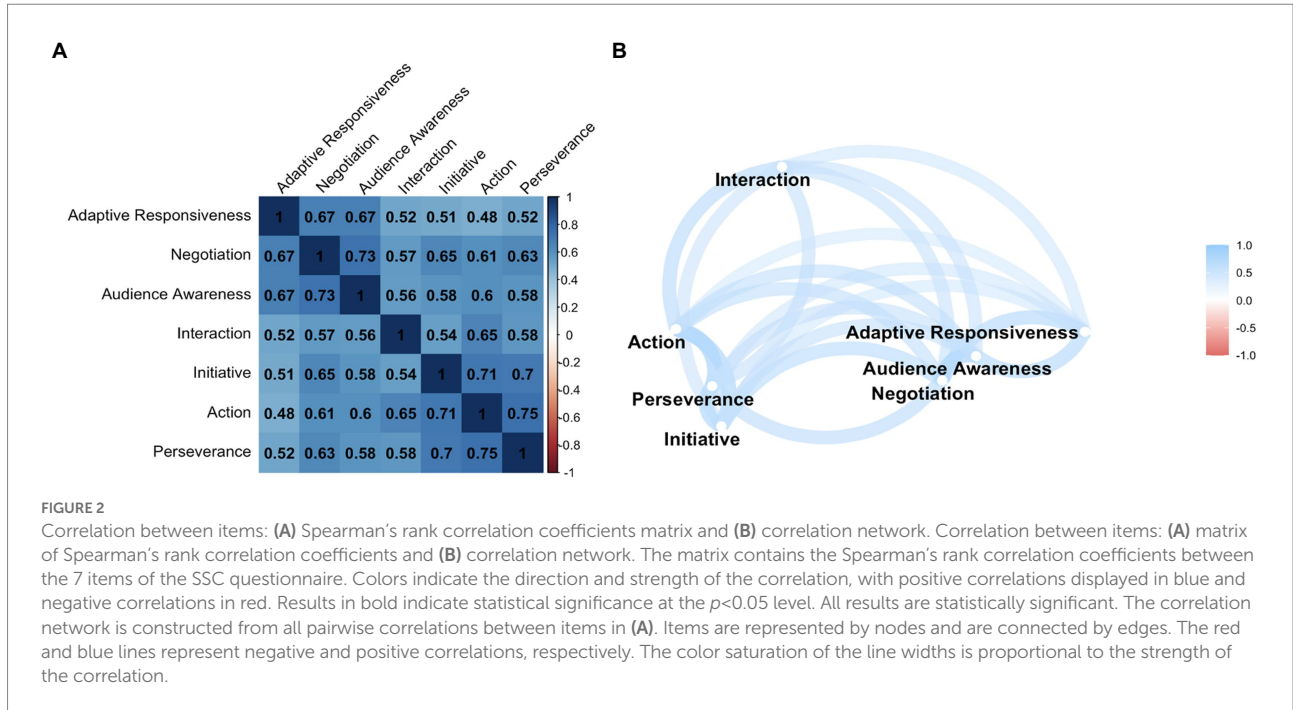 A
Adaptive Responsiveness
Negotiation
Audience Awareness
Interaction
Initiative
Action
Perseverance
Adaptive Responsiveness 1 0.67 0.67 0.52 0.51 0.48 0.52
Negotiation 0.67 1 0.73 0.57 0.65 0.61 0.63
Audience Awareness 0.67 0.73 1 0.56 0.58 0.6 0.58
Interaction 0.52 0.57 0.56 1 0.54 0.65 0.58
Initiative 0.51 0.65 0.58 0.54 1 0.71 0.7
Action 0.48 0.61 0.6 0.65 0.71 1 0.75
Perseverance 0.52 0.63 0.58 0.58 0.7 0.75 1
1
0.8
0.6
0.4
0.2
0
-0.2
-0.4
-0.6
-0.8
-1
B
Interaction
Action
Perseverance
Initiative
Adaptive Responsiveness
Audience Awareness
Negotiation
1.0
0.5
0.0
-0.5
-1.0
FIGURE 2
Correlation between items: (A) Spearman's rank correlation coefficients matrix and (B) correlation network. Correlation between items: (A) matrix
of Spearman's rank correlation coefficients and (B) correlation network. The matrix contains the Spearman's rank correlation coefficients between
the 7 items of the SSC questionnaire. Colors indicate the direction and strength of the correlation, with positive correlations displayed in blue and
negative correlations in red. Results in bold indicate statistical significance at the p<0.05 level. All results are statistically significant. The correlation
network is constructed from all pairwise correlations between items in (A). Items are represented by nodes and are connected by edges. The red
and blue lines represent negative and positive correlations, respectively. The color saturation of the line widths is proportional to the strength of
the correlation.